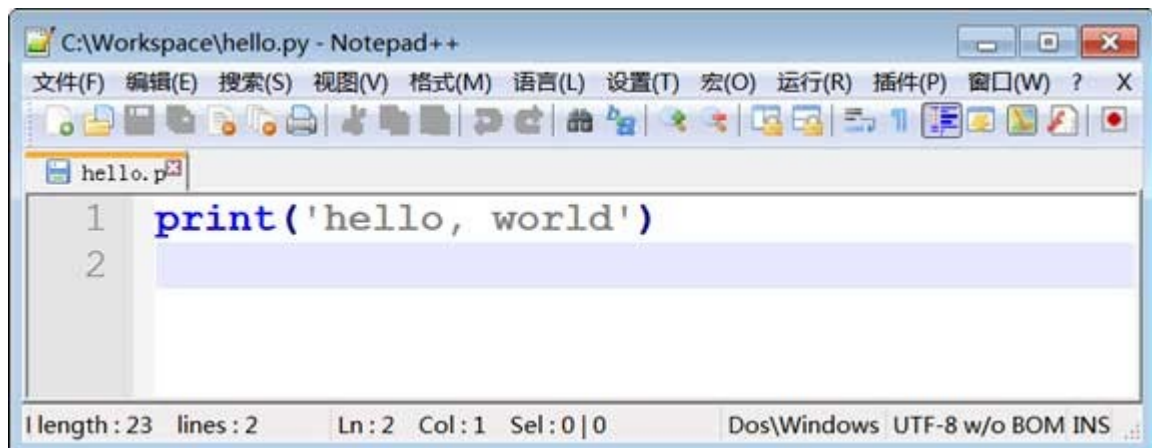 C:\Workspace\hello.py - Notepad++
文件(F) 编辑(E) 搜索(S) 视图(V) 格式(M) 语言(L) 设置(T) 宏(O) 运行(R) 插件(P) 窗口(W) ? X
hello.p
1 print('hello, world')
2
length : 23 lines : 2 Ln : 2 Col : 1 Sel : 0 | 0 Dos\Windows UTF-8 w/o BOM INS